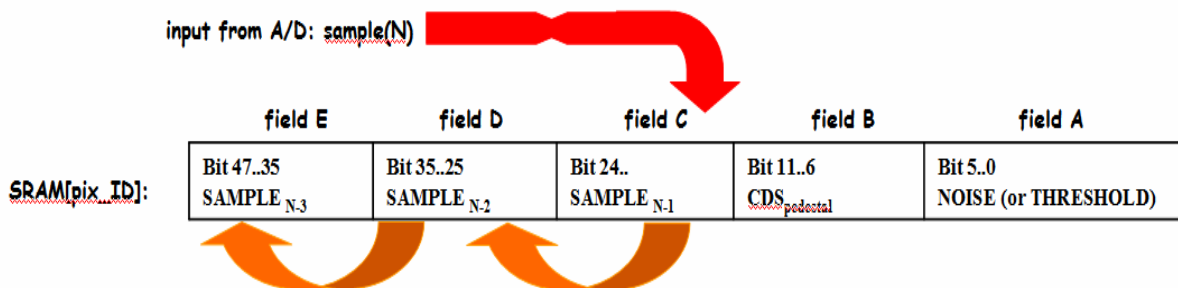 input from A/D: sample(N)
field E field D field C field B field A
SRAM[pix_ID]:
Bit 47..35 Bit 35..25 Bit 24.. Bit 11..6 Bit 5..0
SAMPLE N-3 SAMPLE N-2 SAMPLE N-1 CDSpedestal NOISE (or THRESHOLD)